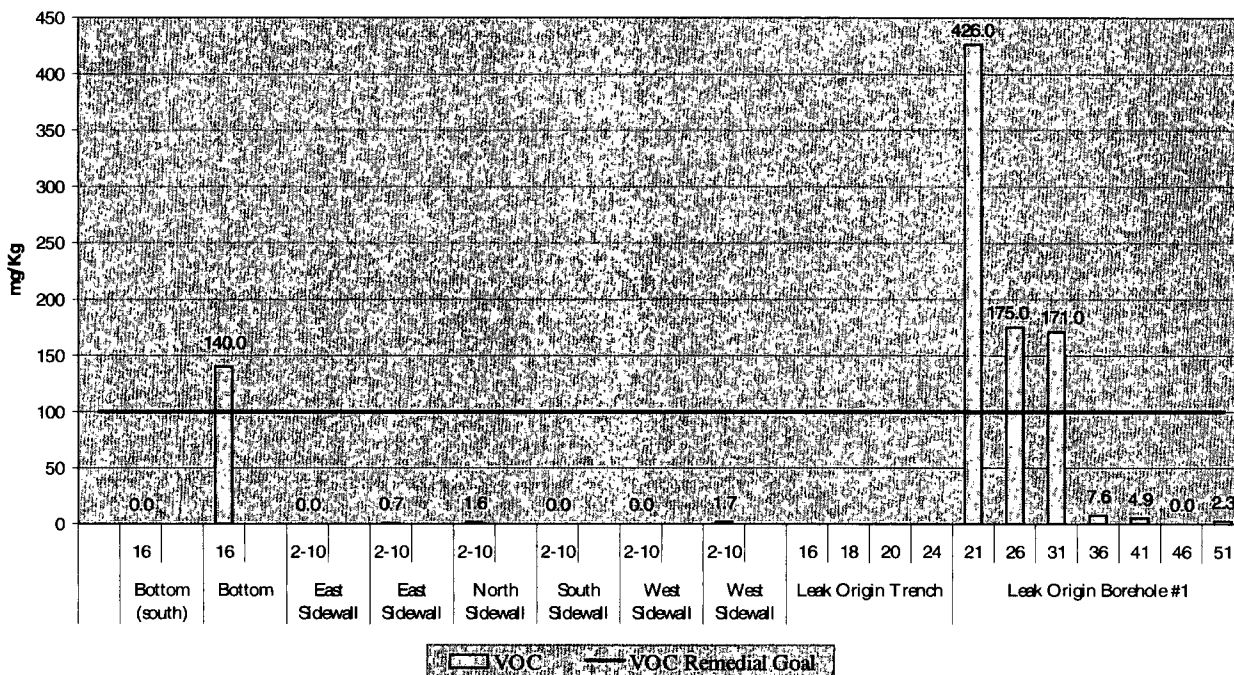 450
400
350
300
250
200
150
100
50
0
mg/Kg
0.0
140.0
0.0
0.7
1.6
0.0
0.0
1.7
426.0
175.0
171.0
7.6
4.9
0.0
2.3
16 16 2-10 2-10 2-10 2-10 2-10 2-10 16 18 20 24 21 26 31 36 41 46 51
Bottom (south)
Bottom
East Sidewall
East Sidewall
North Sidewall
South Sidewall
West Sidewall
West Sidewall
Leak Origin Trench
Leak Origin Borehole #1
VOC VOC Remedial Goal